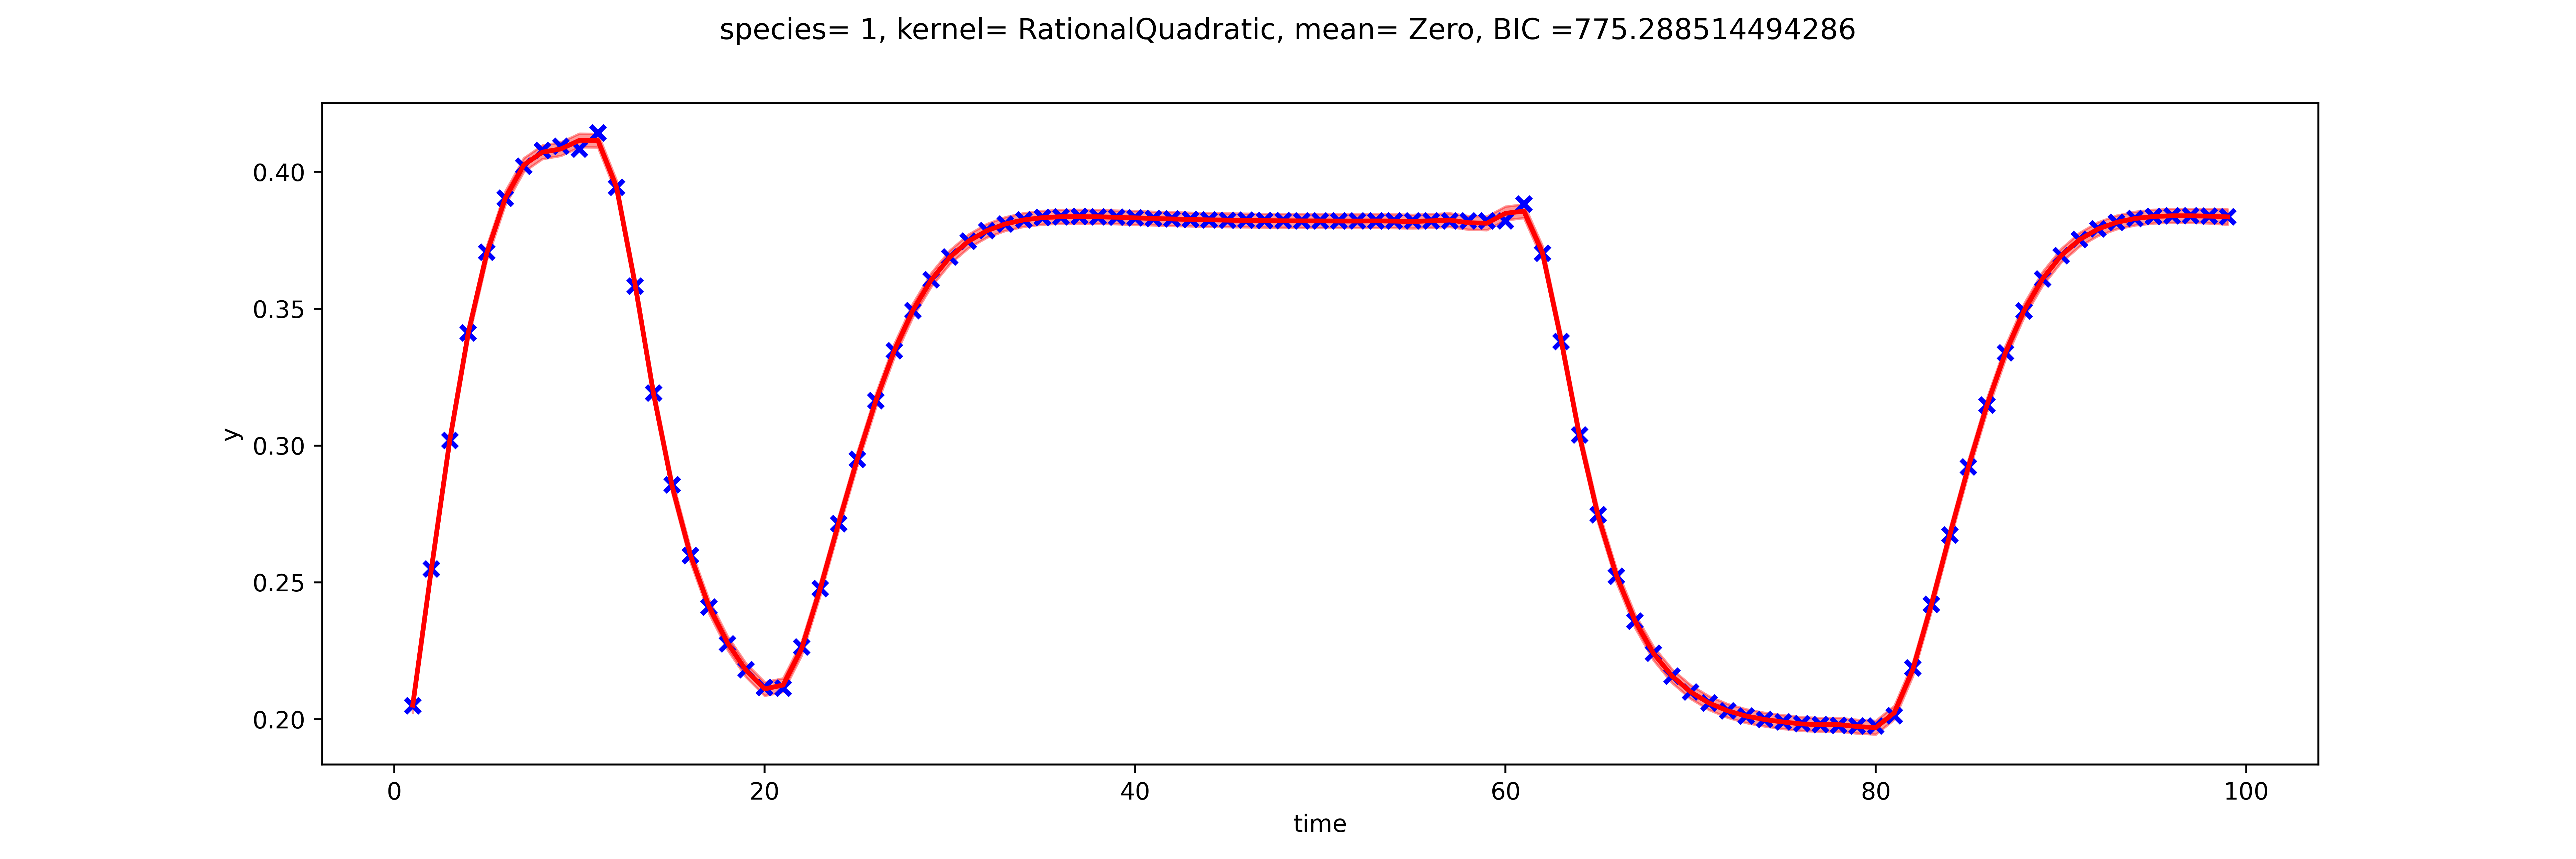 species= 1, kernel= RationalQuadratic, mean= Zero, BIC =775.288514494286
0.40
0.35
0.30
0.25
0.20
y
0 20 40 60 80 100
time